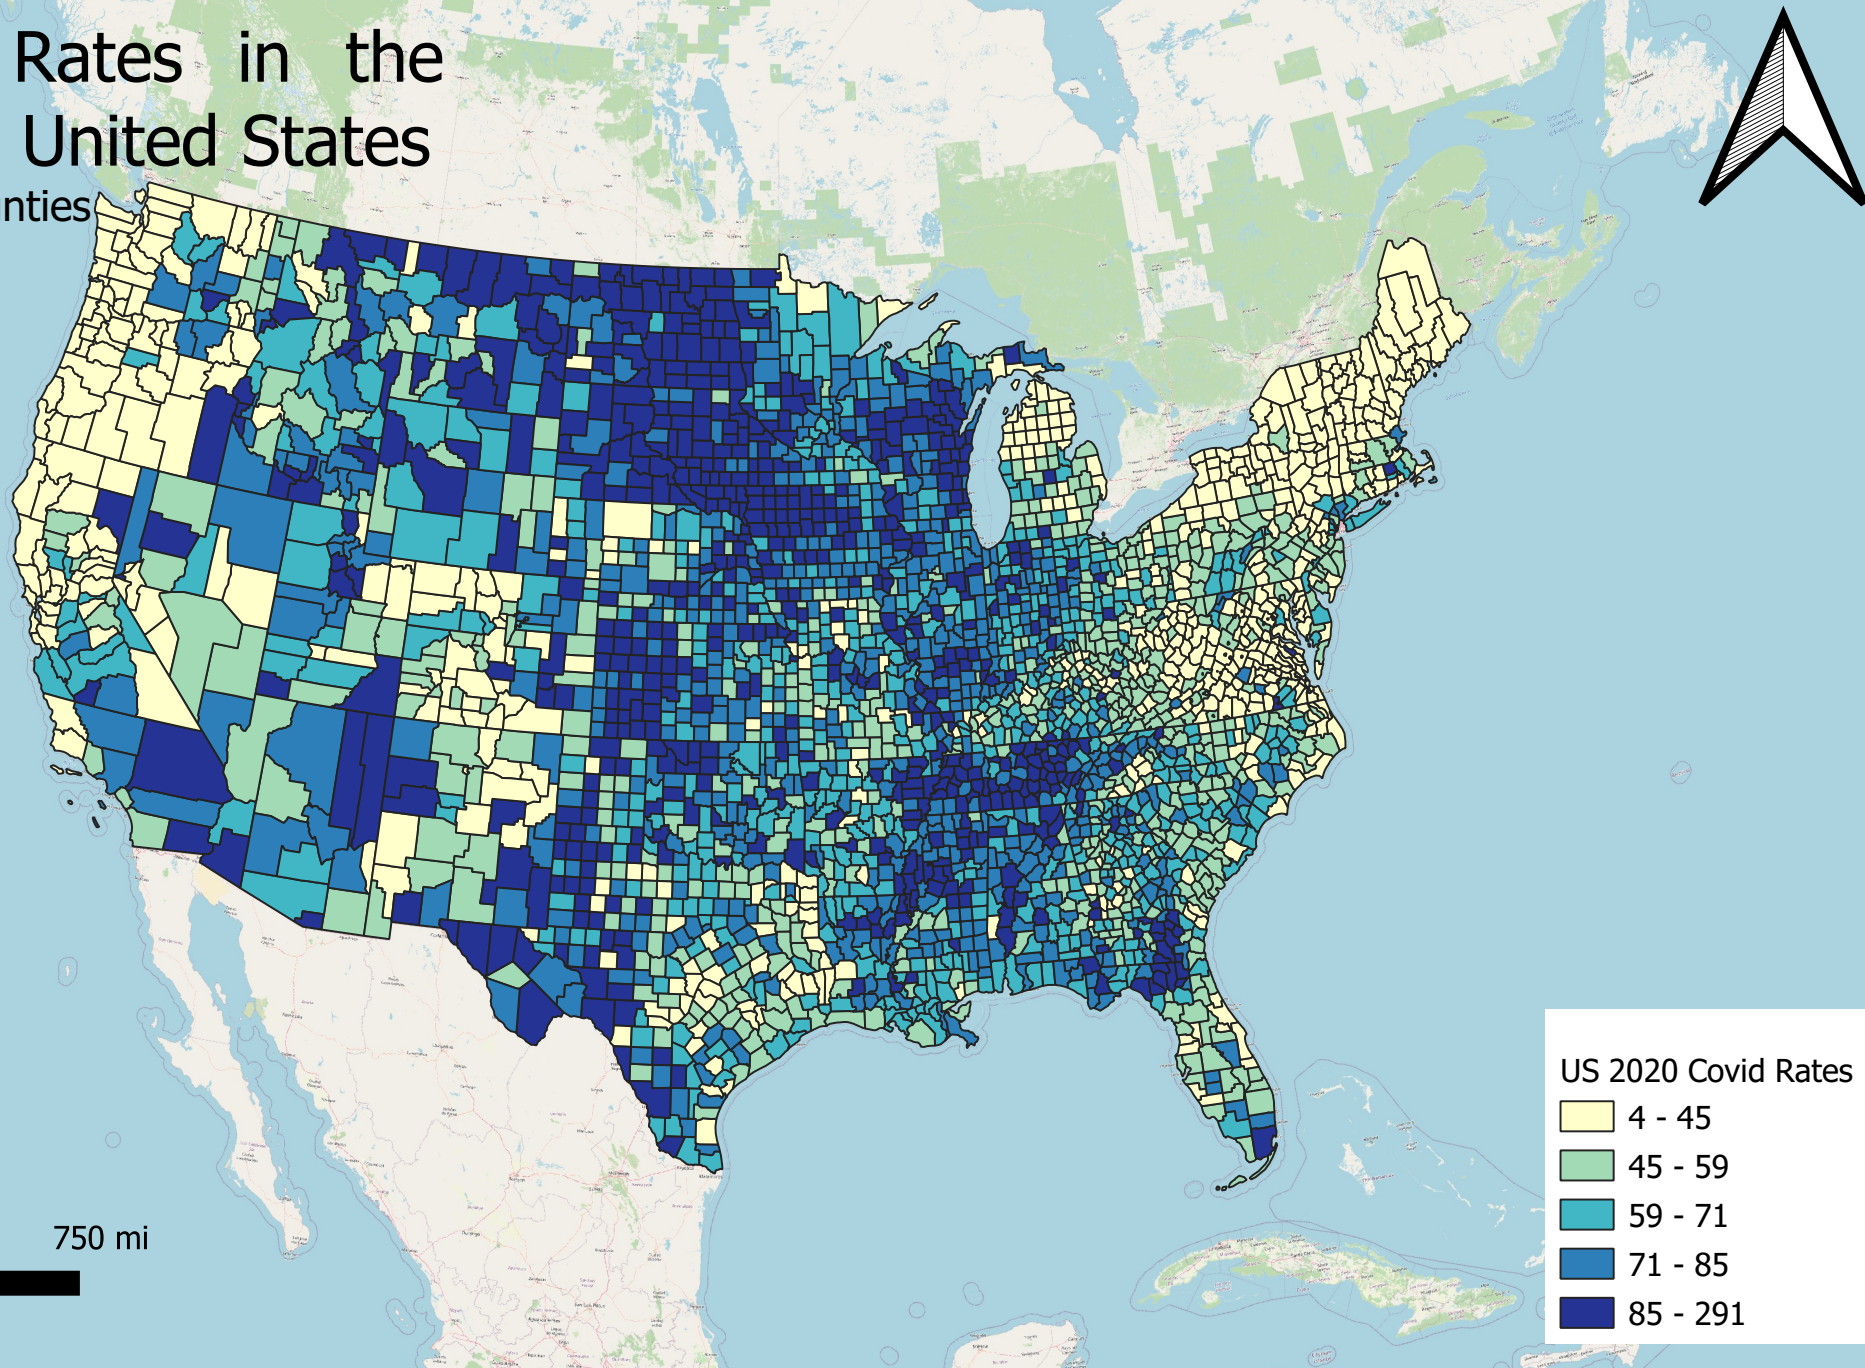 Rates in the
United States
nties
750 mi
US 2020 Covid Rates
4 - 45
45 - 59
59 - 71
71 - 85
85 - 291